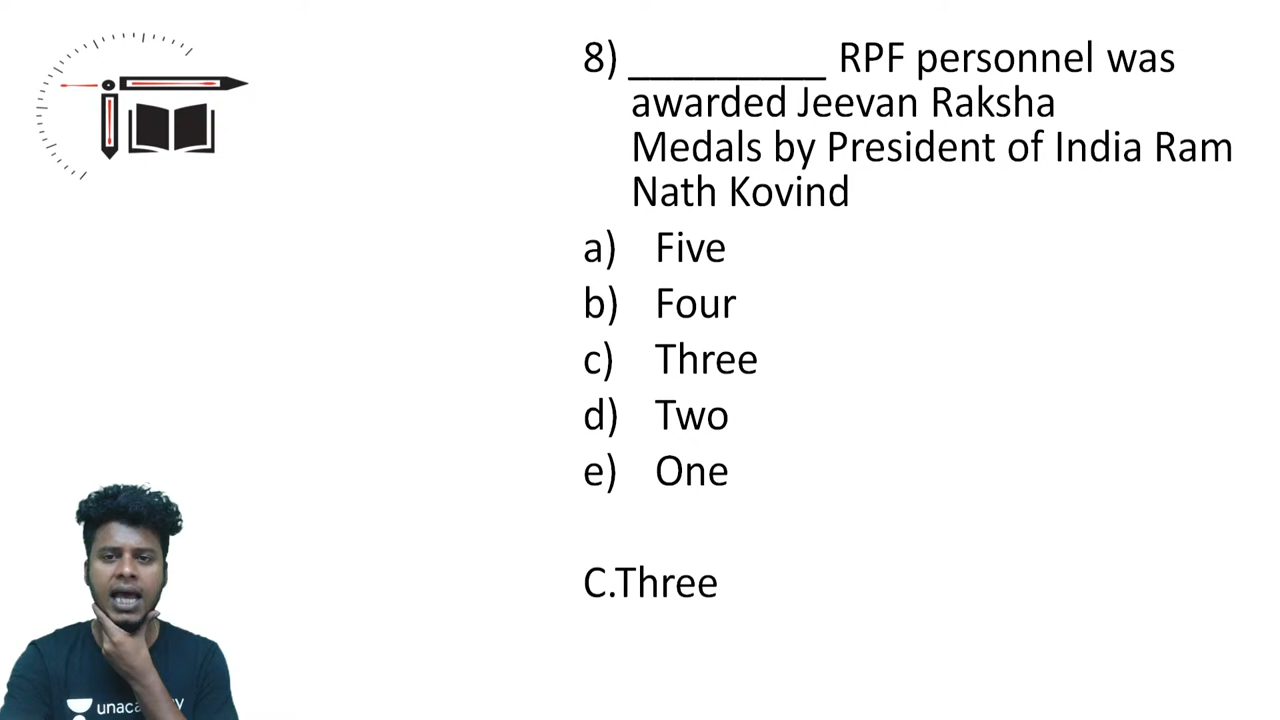 8) _________ RPF personnel was
awarded Jeevan Raksha
Medals by President of India Ram
Nath Kovind
a) Five
b) Four
c) Three
d) Two
e) One
C.Three